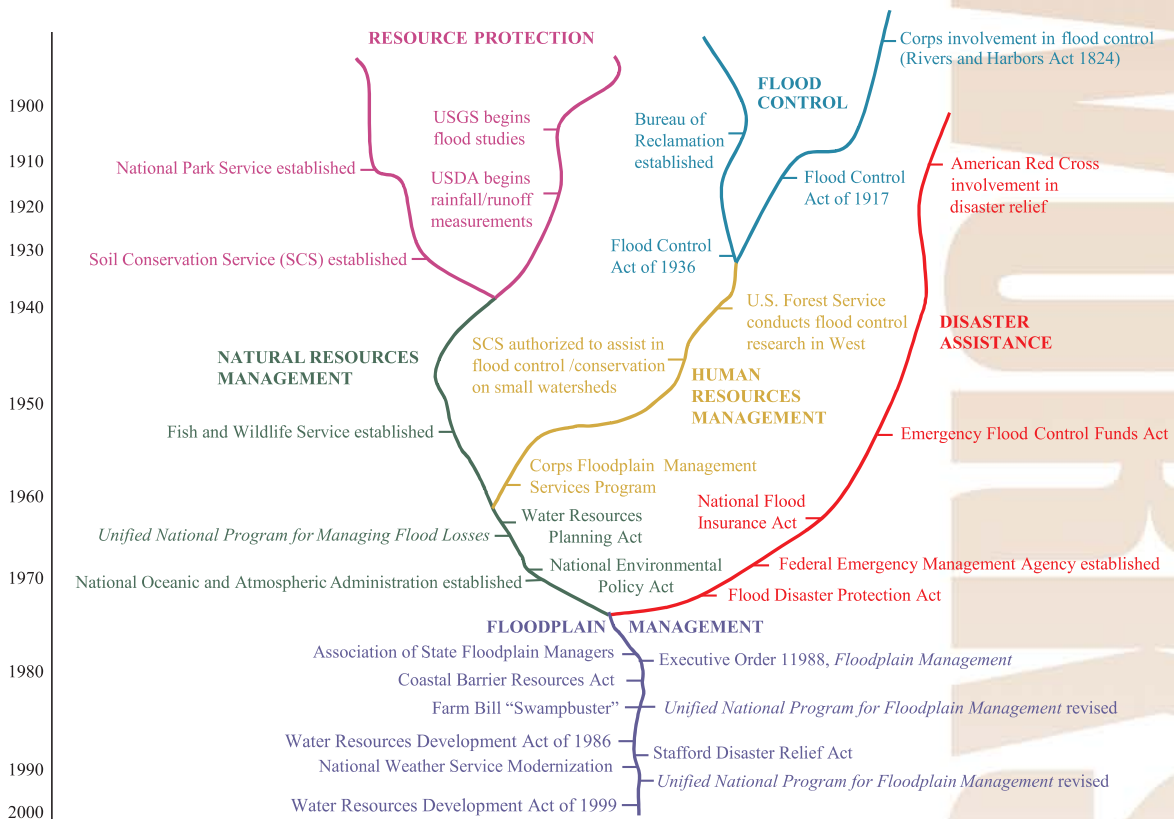 RESOURCE PROTECTION
Corps involvement in flood control
(Rivers and Harbors Act 1824)
FLOOD
CONTROL
1900
USGS begins
flood studies
Bureau of
Reclamation
established
1910
National Park Service established
American Red Cross
involvement in
disaster relief
USDA begins
rainfall/runoff
measurements
Flood Control
Act of 1917
1920
1930
Flood Control
Act of 1936
Soil Conservation Service (SCS) established
1940
U.S. Forest Service
conducts flood control
research in West
DISASTER
ASSISTANCE
NATURAL RESOURCES
MANAGEMENT
SCS authorized to assist in
flood control /conservation
on small watersheds
HUMAN
RESOURCES
MANAGEMENT
1950
Fish and Wildlife Service established
Emergency Flood Control Funds Act
Corps Floodplain Management
Services Program
1960
National Flood
Insurance Act
Water Resources
Planning Act
Unified National Program for Managing Flood Losses
National Environmental
Policy Act
Federal Emergency Management Agency established
1970
National Oceanic and Atmospheric Administration established
Flood Disaster Protection Act
FLOODPLAIN MANAGEMENT
Association of State Floodplain Managers
Executive Order 11988, Floodplain Management
1980
Coastal Barrier Resources Act
Farm Bill “Swampbuster”
Unified National Program for Floodplain Management revised
Water Resources Development Act of 1986
Stafford Disaster Relief Act
National Weather Service Modernization
1990
Unified National Program for Floodplain Management revised
Water Resources Development Act of 1999
2000